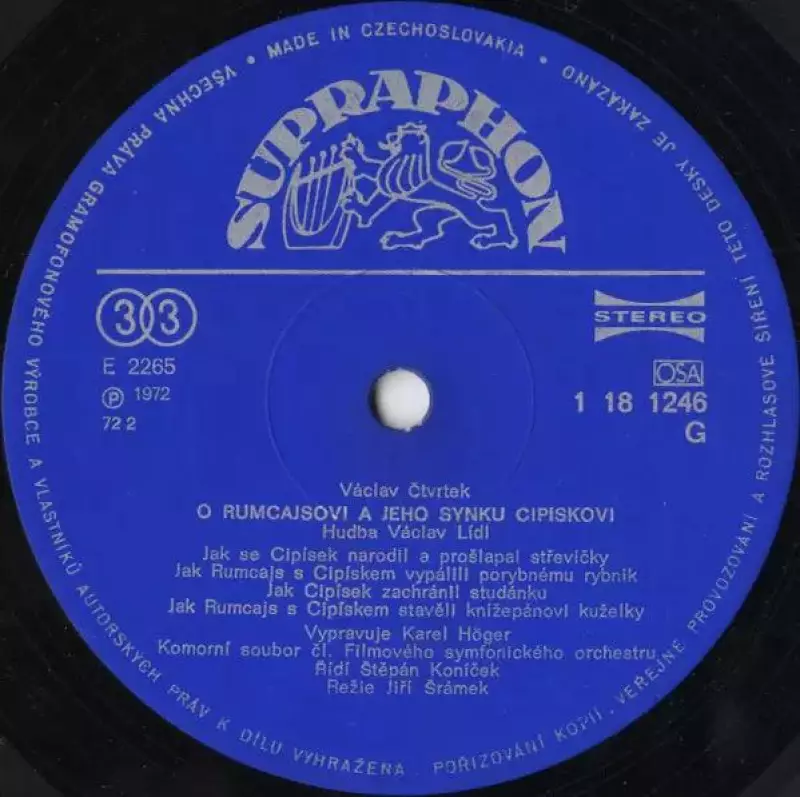 • MADE IN CZECHOSLOVAKIA •
SUPRAPHON
33
STEREO
E 2265
Ⓟ 1972
72 2
OSA
1 18 1246
G
Václav Čtvrtek
O RUMCAJSOVI A JEHO SYNKU CIPISKOVI
Hudba Václav Lídl
Jak se Cipísek narodil a prošlapal střevíčky
Jak Rumcajs s Cipískem vypálili porybnému rybník
Jak Cipísek zachránil studánku
Jak Rumcajs s Cipískem stavěli knížepánovi kuželky
Vypravuje Karel Höger
Komorní soubor čl. Filmového symfonického orchestru
Řídí Štěpán Koníček
Režie Jiří Šrámek
VŠECHNA PRÁVA GRAMOFONOVÉHO VÝROBCE A VLASTNÍKŮ AUTORSKÝCH PRÁV K DÍLU VYHRAŽENA. POŘIZOVÁNÍ KOPIÍ, VEŘEJNÉ PROVOZOVÁNÍ A ROZHLASOVÉ ŠÍŘENÍ TÉTO DESKY JE ZAKÁZÁNO